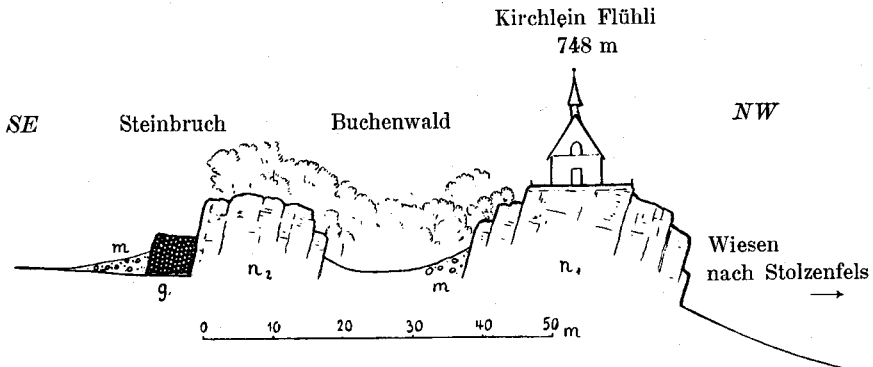 Kirchlein Flühli
748 m
SE
Steinbruch
Buchenwald
NW
m
g.
n₂
m
n₁
Wiesen
nach Stolzenfels
0 10 20 30 40 50 m